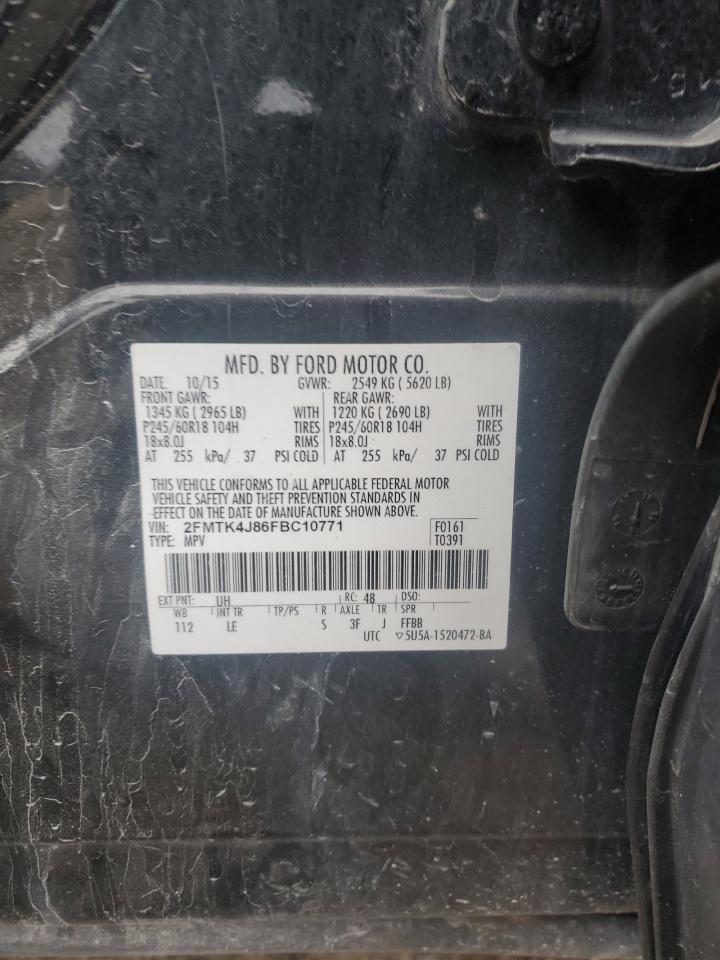 MFD. BY FORD MOTOR CO.
DATE. 10/15 GVWR: 2549 KG ( 5620 LB)
FRONT GAWR: REAR GAWR:
1345 KG ( 2965 LB) WITH 1220 KG ( 2690 LB) WITH
P245/60R18 104H TIRES P245/60R18 104H TIRES
18x8.0J RIMS 18x8.0J RIMS
AT 255 kPa/ 37 PSI COLD AT 255 kPa/ 37 PSI COLD
THIS VEHICLE CONFORMS TO ALL APPLICABLE FEDERAL MOTOR
VEHICLE SAFETY AND THEFT PREVENTION STANDARDS IN
EFFECT ON THE DATE OF MANUFACTURE SHOWN ABOVE.
VIN: 2FMTK4J86FBC10771 F0161
TYPE: MPV T0391
EXT PNT: UH RC: 48 DSO:
WB INT TR TP/PS R AXLE TR SPR
112 LE S 3F J FFBB
UTC ▽5U5A-1520472-BA